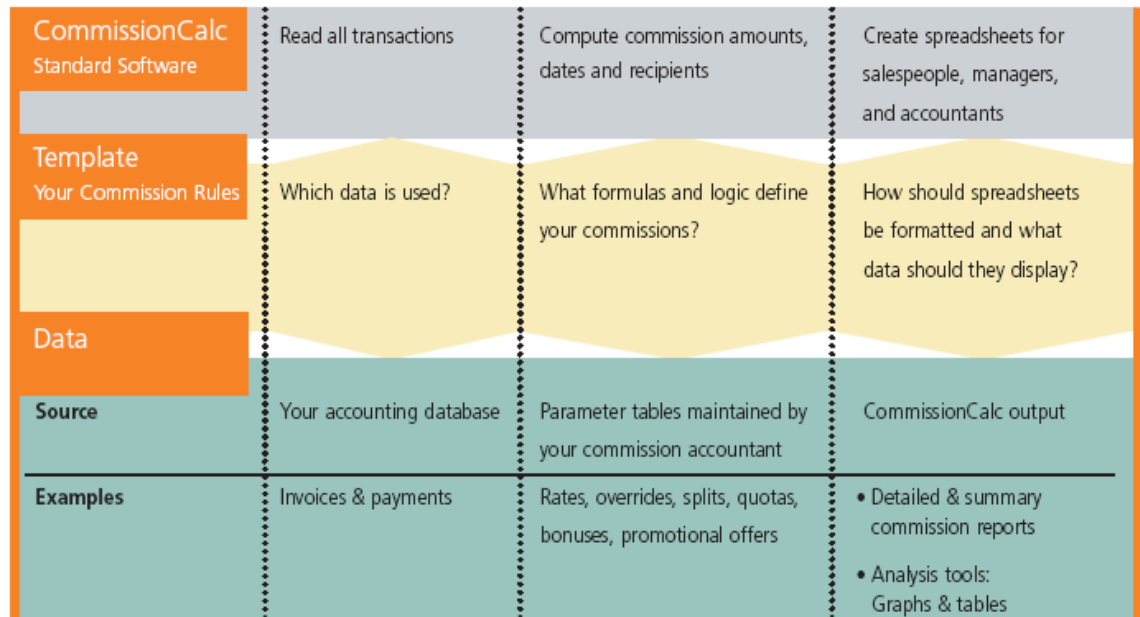 CommissionCalc
Standard Software
Read all transactions
Compute commission amounts,
dates and recipients
Create spreadsheets for
salespeople, managers,
and accountants
Template
Your Commission Rules
Which data is used?
What formulas and logic define
your commissions?
How should spreadsheets
be formatted and what
data should they display?
Data
Source
Your accounting database
Parameter tables maintained by
your commission accountant
CommissionCalc output
Examples
Invoices & payments
Rates, overrides, splits, quotas,
bonuses, promotional offers
• Detailed & summary
commission reports
• Analysis tools:
Graphs & tables